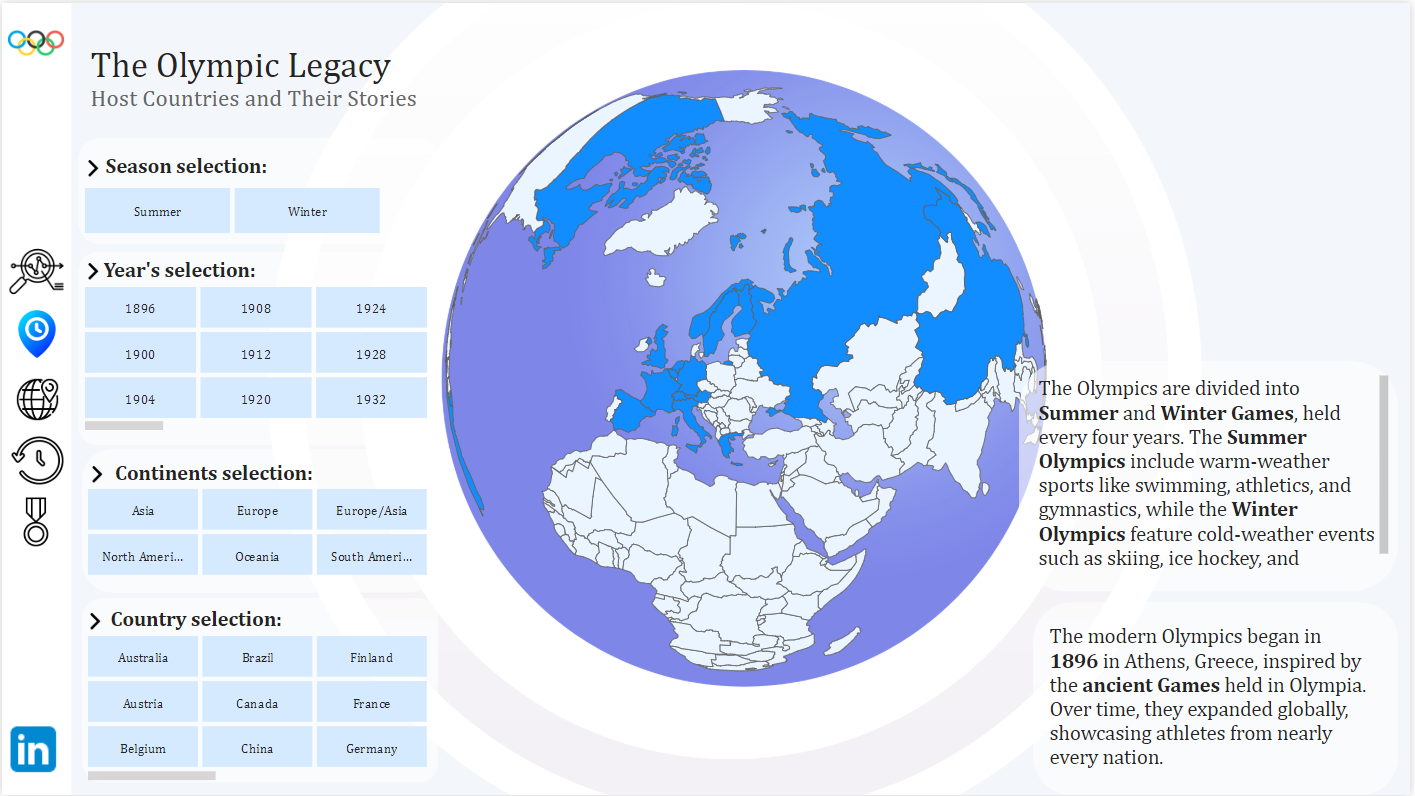 The Olympic Legacy
Host Countries and Their Stories
Season selection:
Summer Winter
Year's selection:
1896 1908 1924
1900 1912 1928
1904 1920 1932
Continents selection:
Asia Europe Europe/Asia
North Ameri... Oceania South Ameri...
Country selection:
Australia Brazil Finland
Austria Canada France
Belgium China Germany
in
The Olympics are divided into
Summer and Winter Games, held
every four years. The Summer
Olympics include warm-weather
sports like swimming, athletics, and
gymnastics, while the Winter
Olympics feature cold-weather events
such as skiing, ice hockey, and
The modern Olympics began in
1896 in Athens, Greece, inspired by
the ancient Games held in Olympia.
Over time, they expanded globally,
showcasing athletes from nearly
every nation.